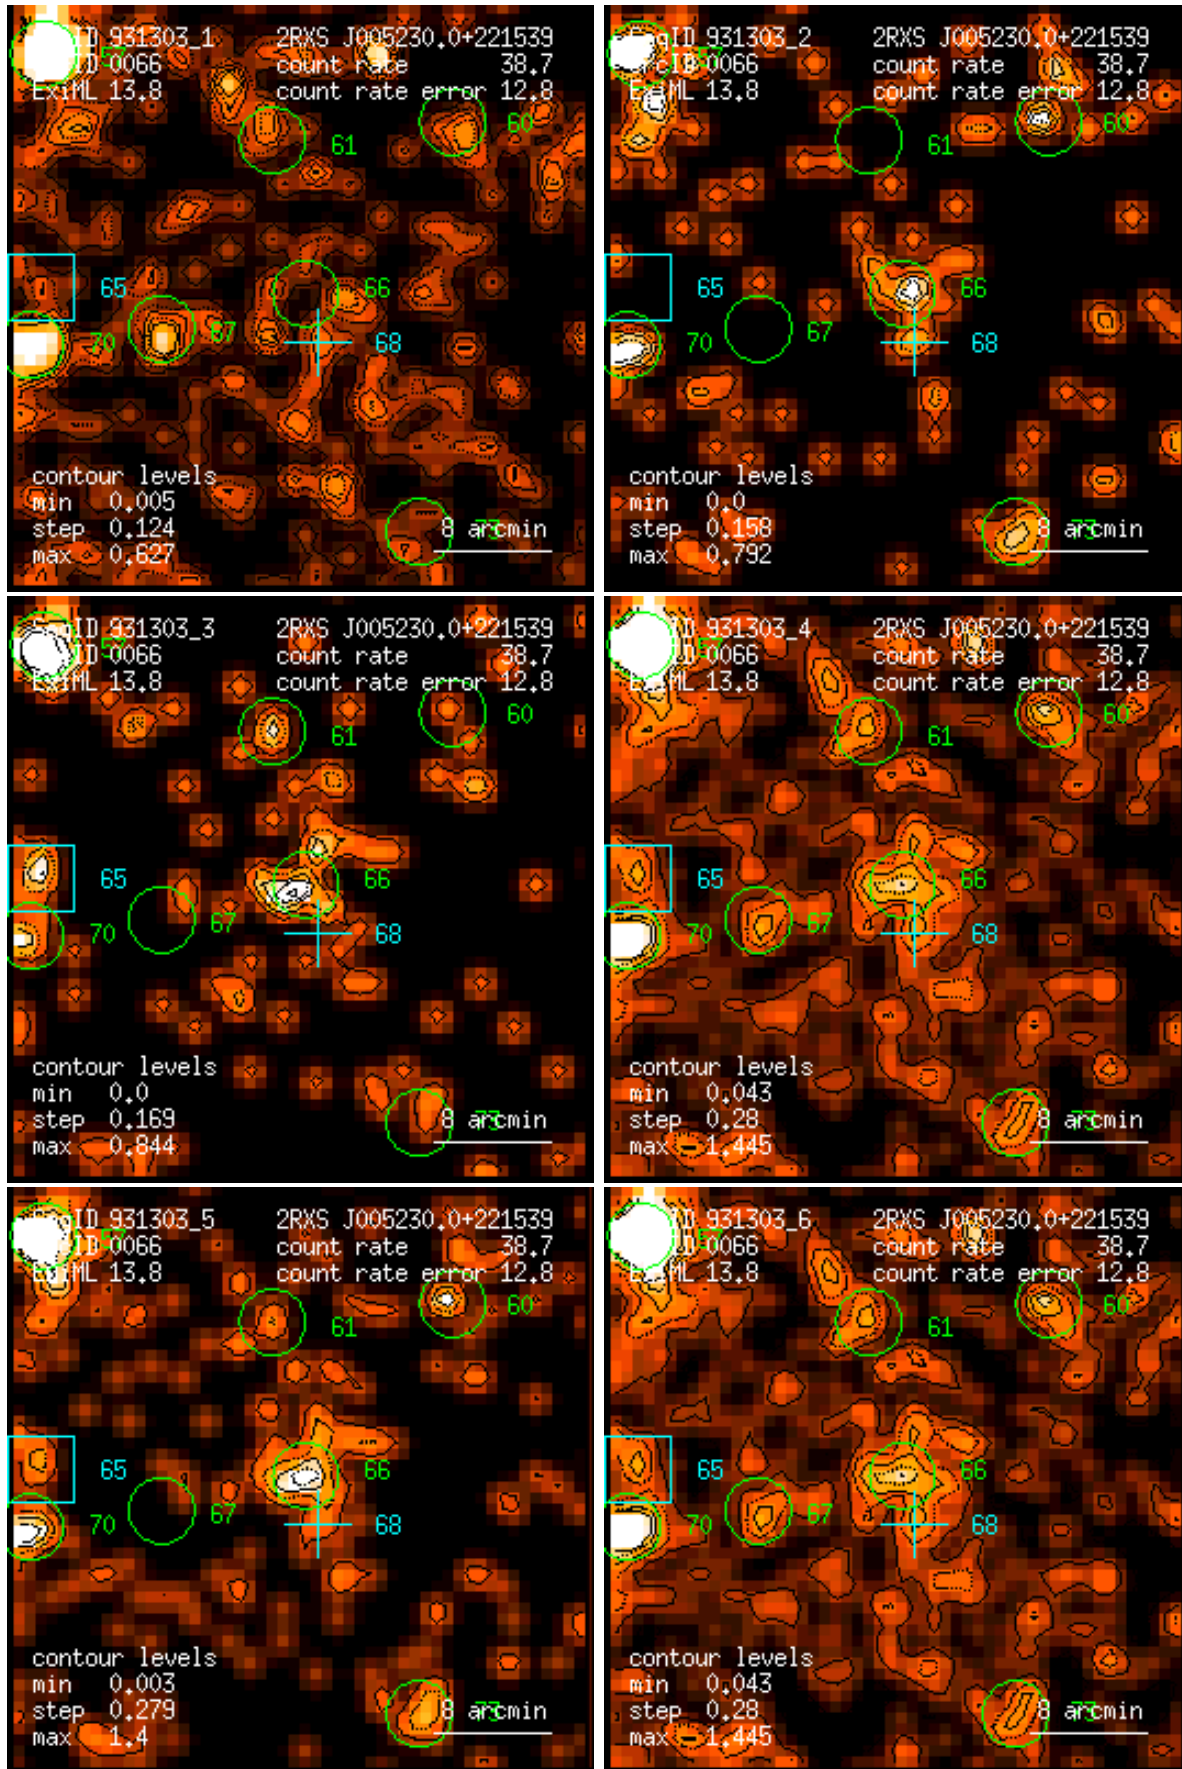 ID 931303_1 2RXS J005230.0+221539
ID 0066 count rate 38.7
ExiML 13.8 count rate error 12.8
60
61
65 66
70 67 68
contour levels
min 0.005
step 0.124 8 arcmin
max 0.627
qID 931303_2 2RXS J005230.0+221539
cID 0066 count rate 38.7
ExiML 13.8 count rate error 12.8
60
61
65 66
70 67 68
contour levels
min 0.0
step 0.158 8 arcmin
max 0.792
ID 931303_3 2RXS J005230.0+221539
ID 0066 count rate 38.7
ExiML 13.8 count rate error 12.8
60
61
65 66
70 67 68
contour levels
min 0.0
step 0.169 8 arcmin
max 0.844
ID 931303_4 2RXS J005230.0+221539
ID 0066 count rate 38.7
ExiML 13.8 count rate error 12.8
60
61
65 66
70 67 68
contour levels
min 0.043
step 0.28 8 arcmin
max 1.445
ID 931303_5 2RXS J005230.0+221539
ID 0066 count rate 38.7
ExiML 13.8 count rate error 12.8
60
61
65 66
70 67 68
contour levels
min 0.003
step 0.279 8 arcmin
max 1.4
ID 931303_6 2RXS J005230.0+221539
ID 0066 count rate 38.7
ExiML 13.8 count rate error 12.8
60
61
65 66
70 67 68
contour levels
min 0.043
step 0.28 8 arcmin
max 1.445